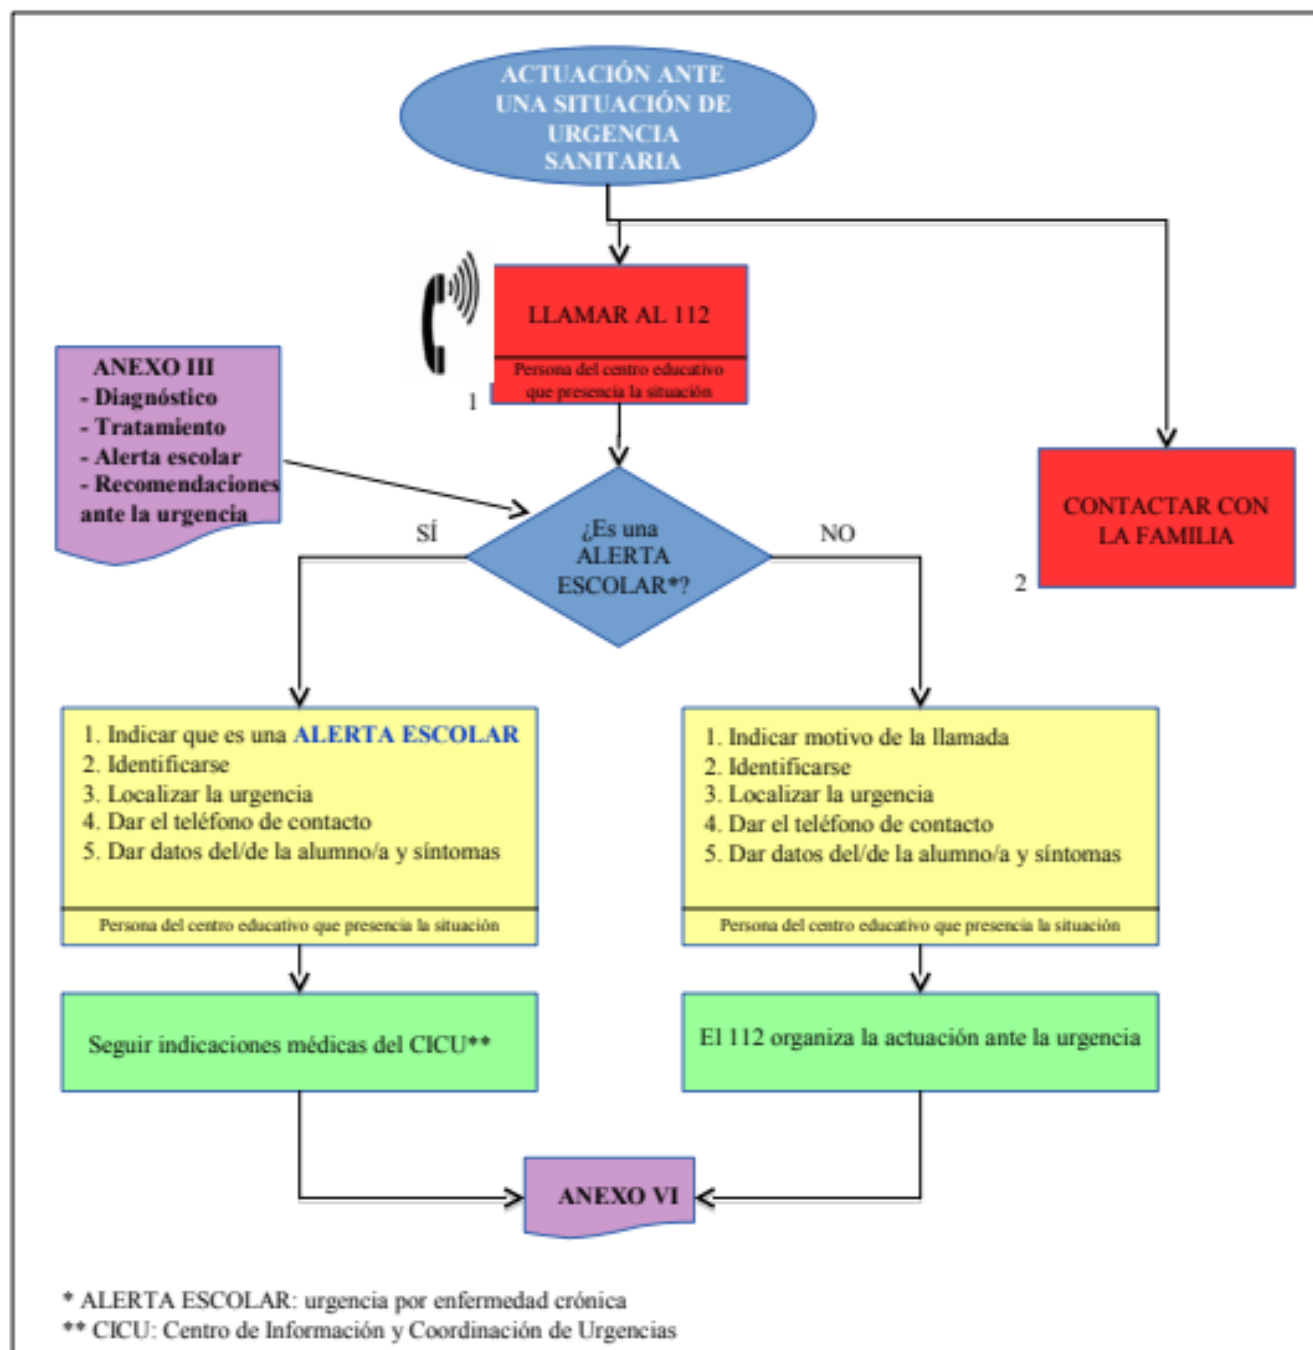 ACTUACIÓN ANTE
UNA SITUACIÓN DE
URGENCIA
SANITARIA
LLAMAR AL 112
Persona del centro educativo
que presencia la situación
1
ANEXO III
- Diagnóstico
- Tratamiento
- Alerta escolar
- Recomendaciones
ante la urgencia
CONTACTAR CON
LA FAMILIA
2
¿Es una
ALERTA
ESCOLAR*?
SÍ
NO
1. Indicar que es una ALERTA ESCOLAR
2. Identificarse
3. Localizar la urgencia
4. Dar el teléfono de contacto
5. Dar datos del/de la alumno/a y síntomas
Persona del centro educativo que presencia la situación
1. Indicar motivo de la llamada
2. Identificarse
3. Localizar la urgencia
4. Dar el teléfono de contacto
5. Dar datos del/de la alumno/a y síntomas
Persona del centro educativo que presencia la situación
Seguir indicaciones médicas del CICU**
El 112 organiza la actuación ante la urgencia
ANEXO VI
* ALERTA ESCOLAR: urgencia por enfermedad crónica
** CICU: Centro de Información y Coordinación de Urgencias